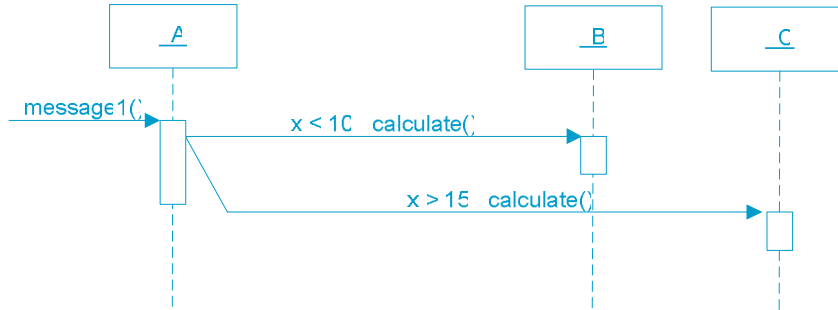 A
B
C
message1()
x < 10 calculate()
x > 15 calculate()